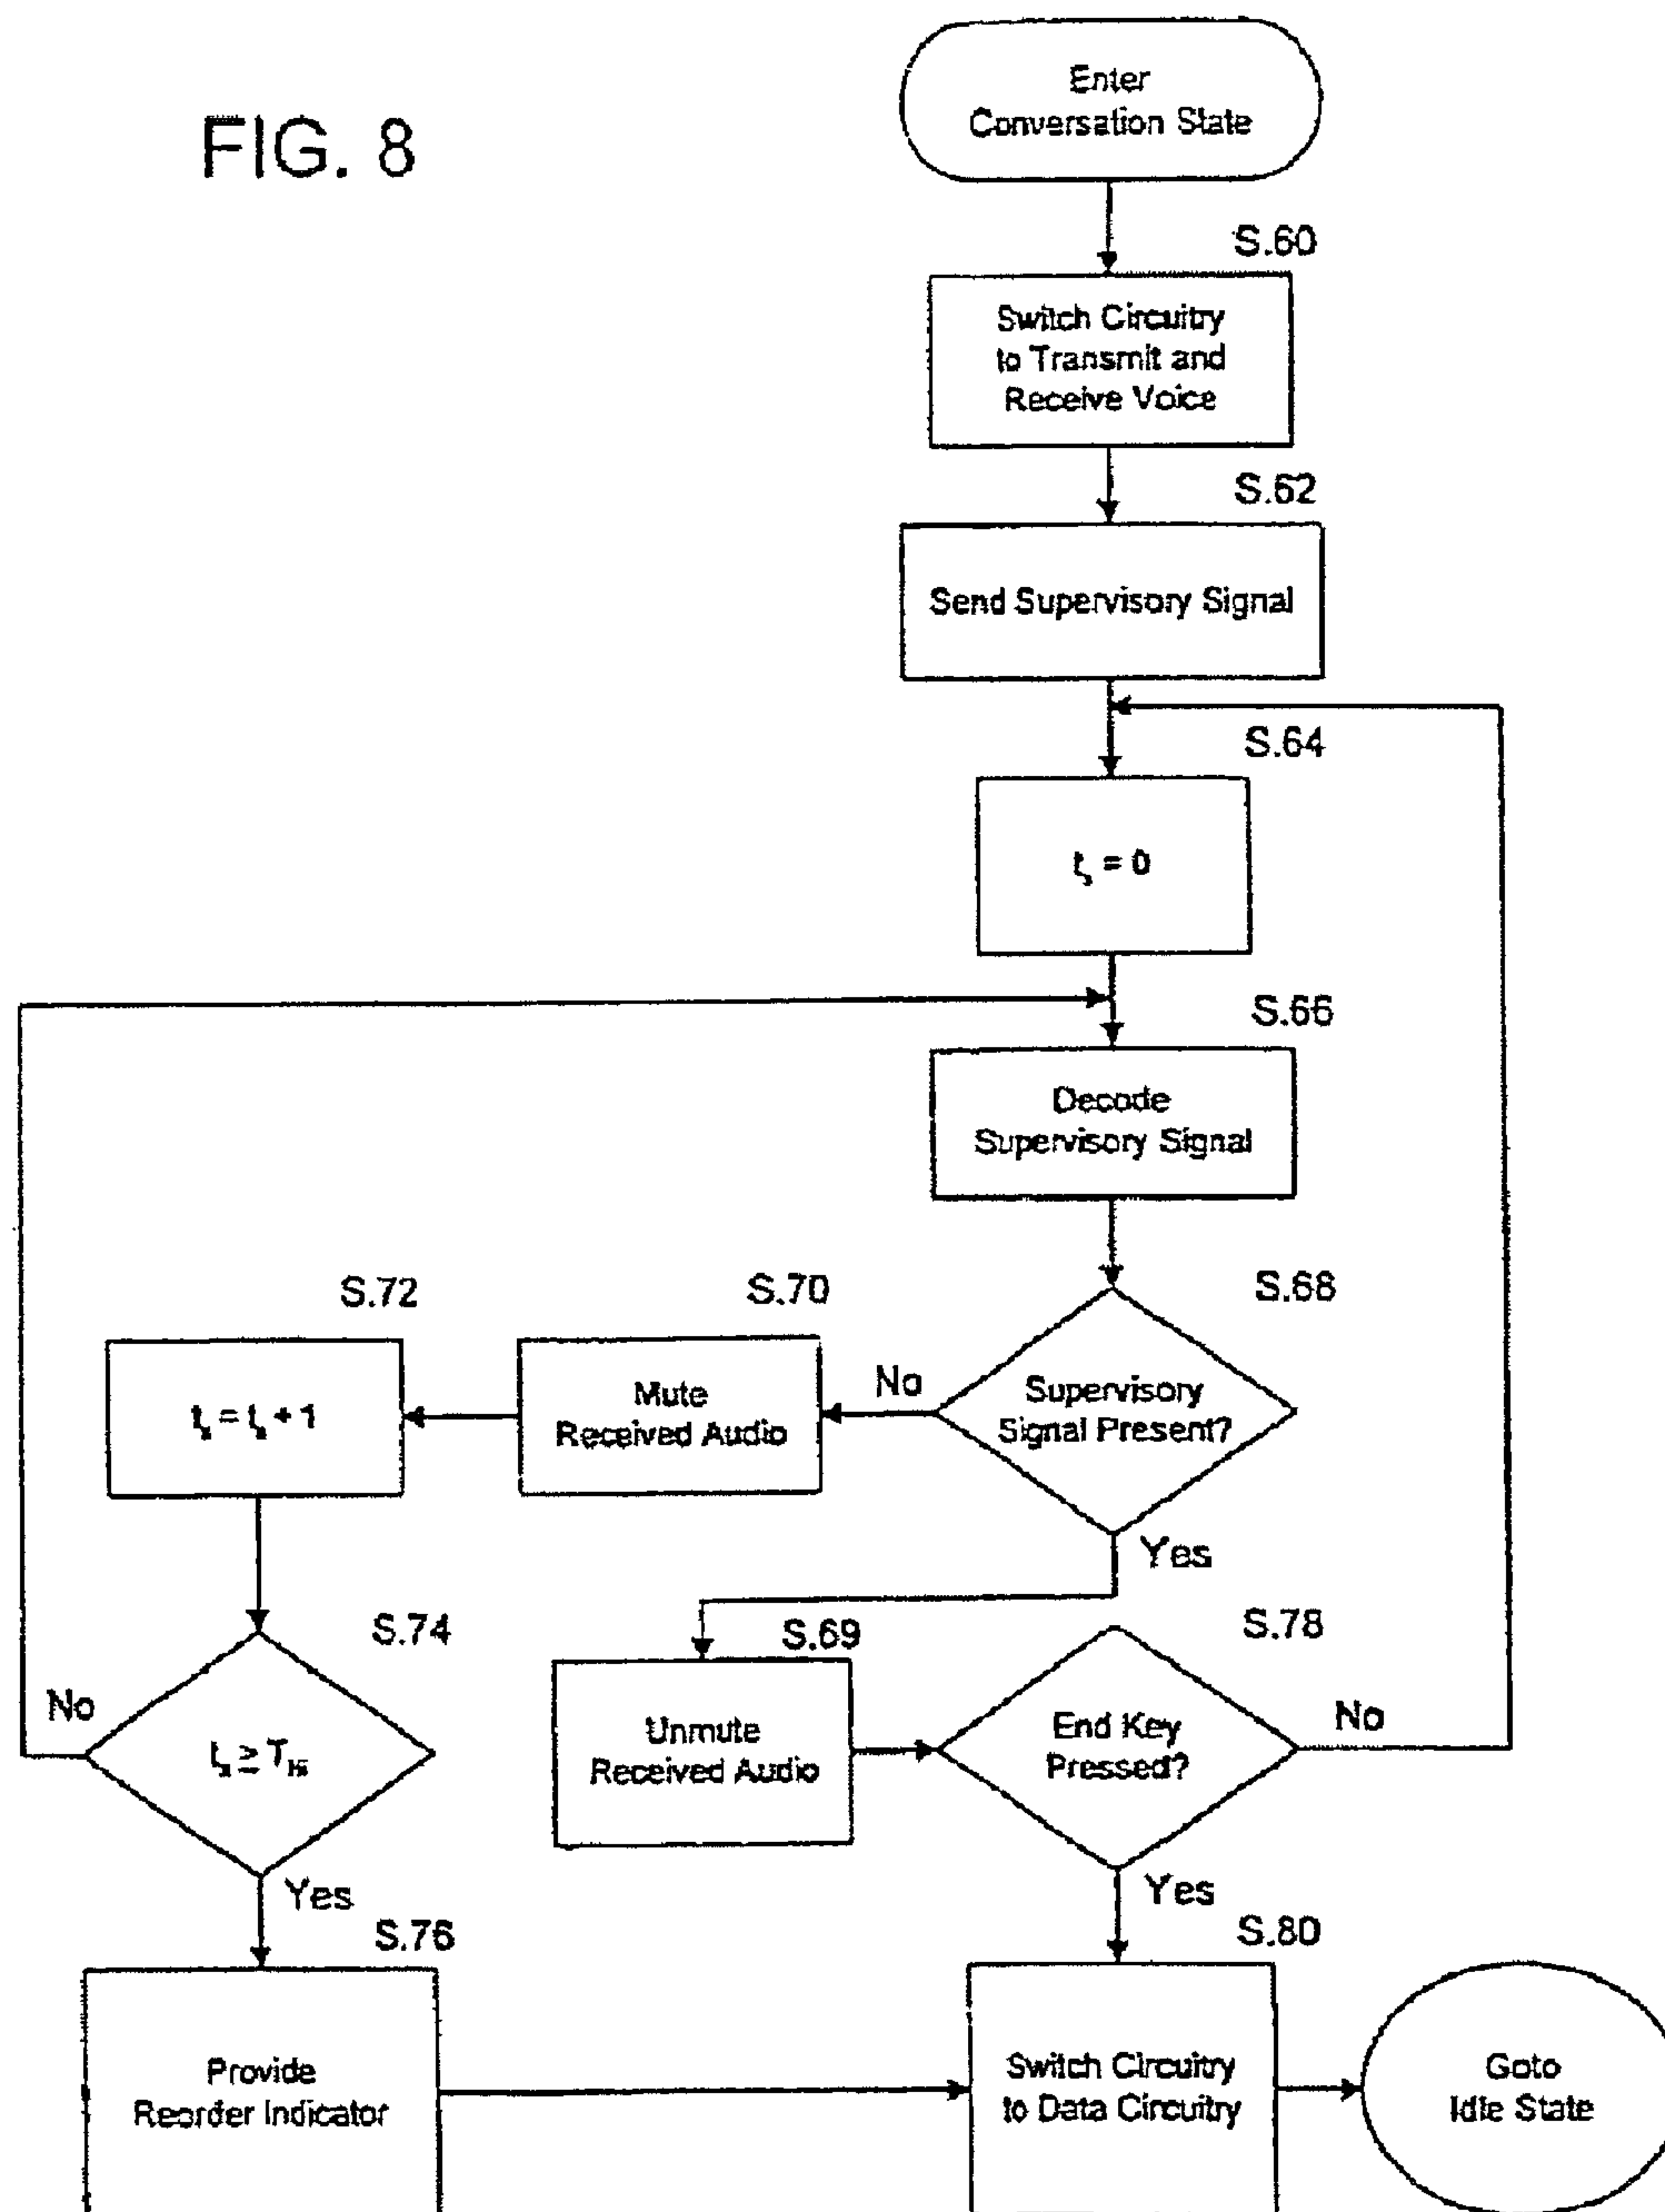 FIG. 8
Enter
Conversation State
S.60
Switch Circuitry
to Transmit and
Receive Voice
S.62
Send Supervisory Signal
S.64
= 0
S.66
Decode
Supervisory Signal
S.68
Supervisory
Signal Present?
No
Yes
S.70
Mute
Received Audio
S.72
S.74
No
Yes
S.69
Unmute
Received Audio
S.78
End Key
Pressed?
No
Yes
S.76
Provide
Reorder Indicator
S.80
Switch Circuitry
to Data Circuitry
Goto
Idle State